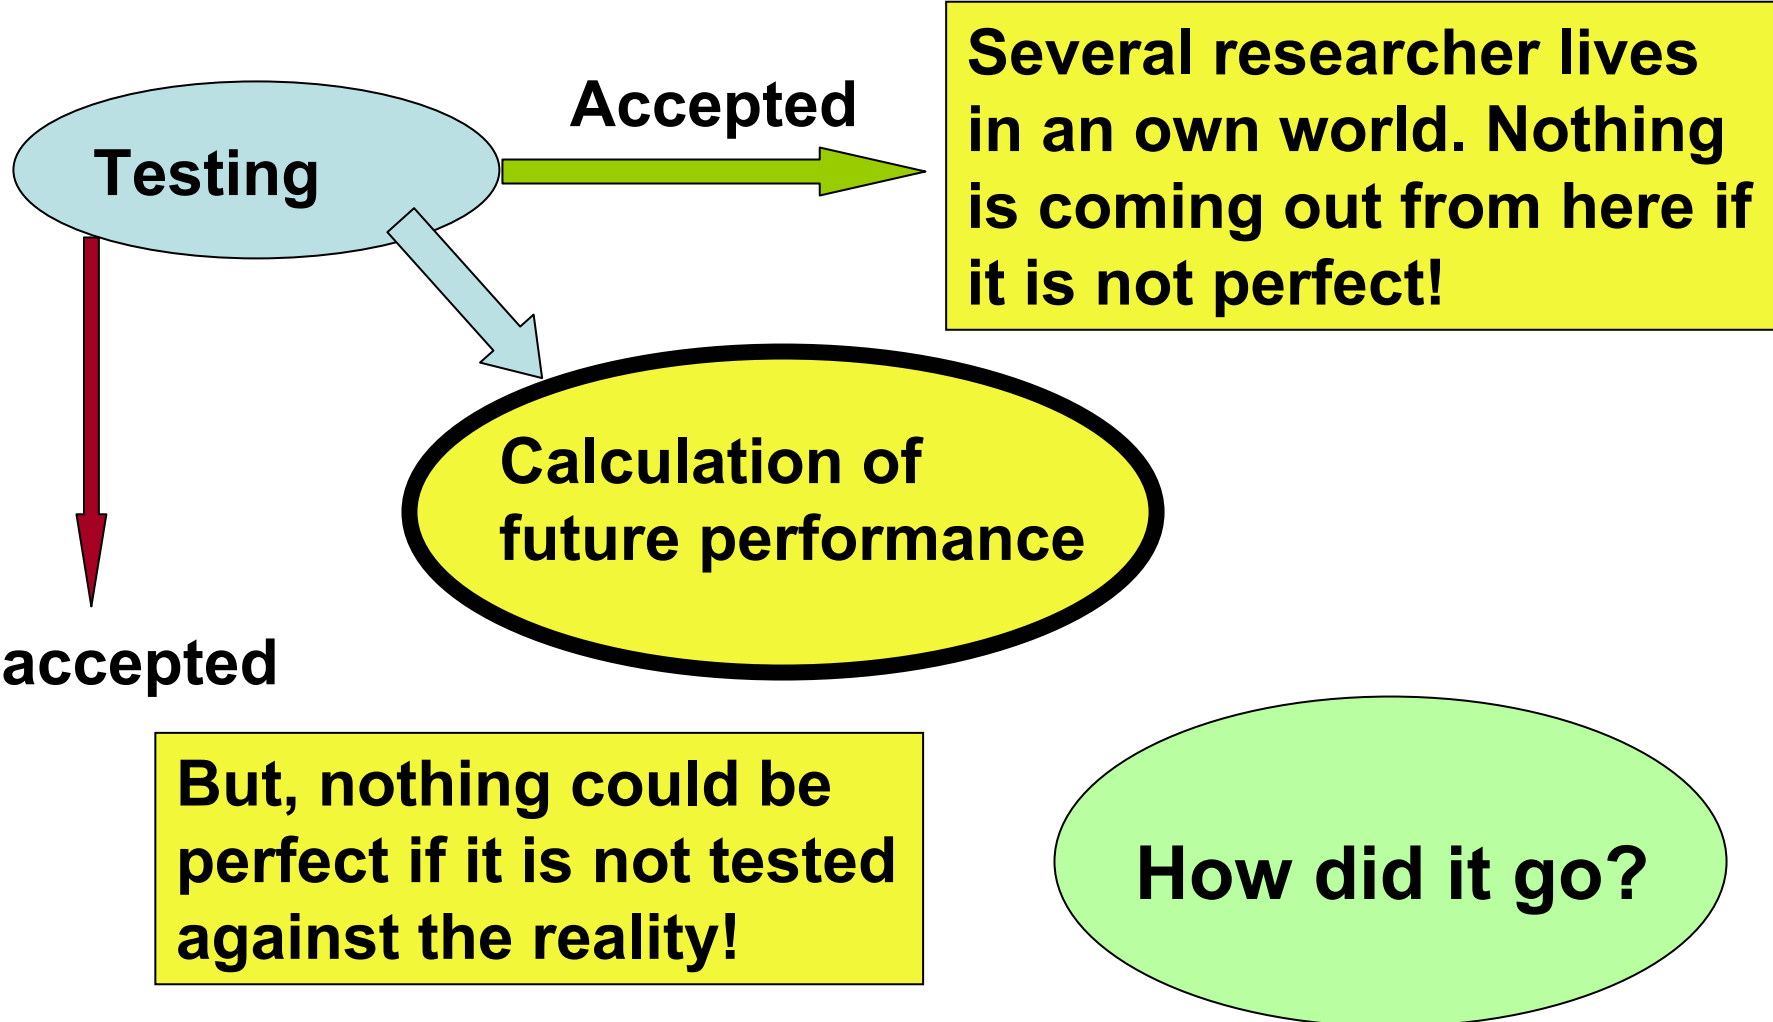 Testing
Accepted
Several researcher lives
in an own world. Nothing
is coming out from here if
it is not perfect!
Calculation of
future performance
accepted
But, nothing could be
perfect if it is not tested
against the reality!
How did it go?